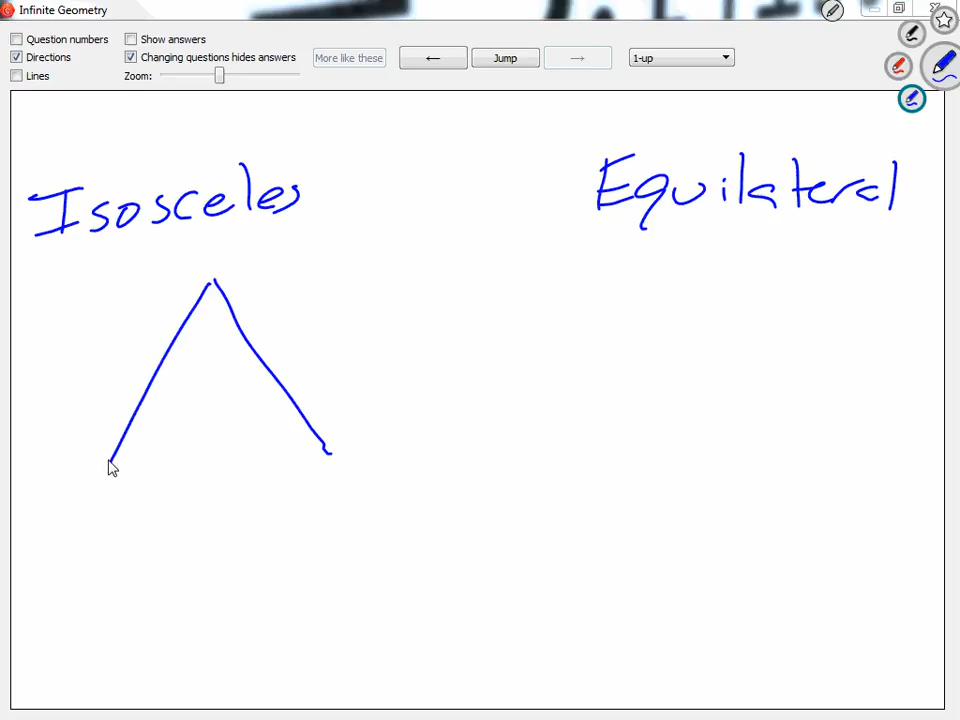 Infinite Geometry
Question numbers
Show answers
Directions
Changing questions hides answers
More like these
←
Jump
→
1-up
Lines
Zoom:
Isosceles
Equilateral